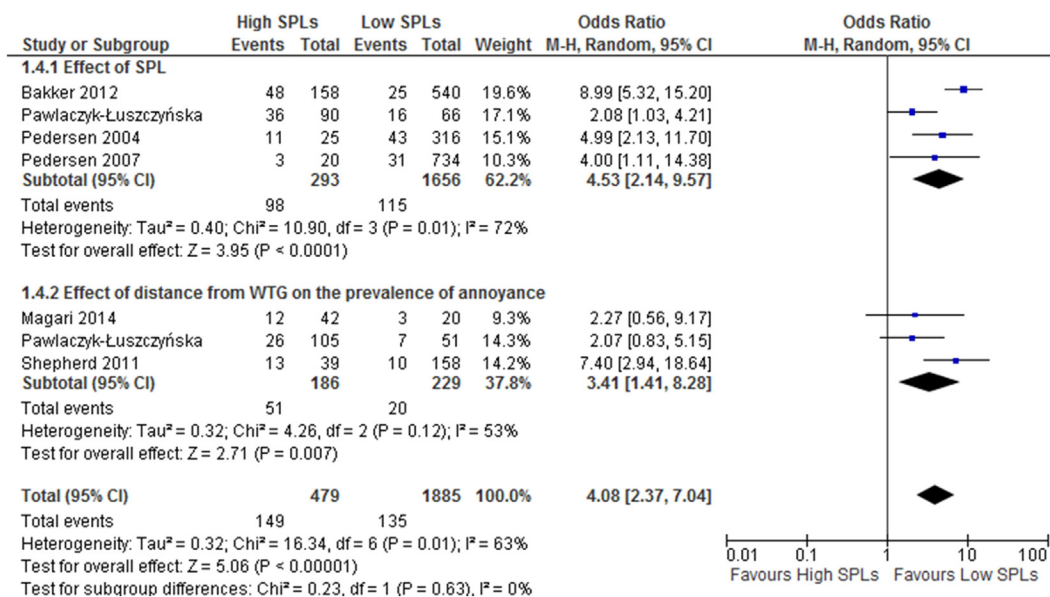 High SPLs Low SPLs Odds Ratio Odds Ratio
Study or Subgroup Events Total Events Total Weight M-H, Random, 95% CI M-H, Random, 95% CI
1.4.1 Effect of SPL
Bakker 2012 48 158 25 540 19.6% 8.99 [5.32, 15.20]
Pawlaczyk-Łuszczyńska 36 90 16 66 17.1% 2.08 [1.03, 4.21]
Pedersen 2004 11 25 43 316 15.1% 4.99 [2.13, 11.70]
Pedersen 2007 3 20 31 734 10.3% 4.00 [1.11, 14.38]
Subtotal (95% CI) 293 1656 62.2% 4.53 [2.14, 9.57]
Total events 98 115
Heterogeneity: Tau² = 0.40; Chi² = 10.90, df = 3 (P = 0.01); I² = 72%
Test for overall effect: Z = 3.95 (P < 0.0001)
1.4.2 Effect of distance from WTG on the prevalence of annoyance
Magari 2014 12 42 3 20 9.3% 2.27 [0.56, 9.17]
Pawlaczyk-Łuszczyńska 26 105 7 51 14.3% 2.07 [0.83, 5.15]
Shepherd 2011 13 39 10 158 14.2% 7.40 [2.94, 18.64]
Subtotal (95% CI) 186 229 37.8% 3.41 [1.41, 8.28]
Total events 51 20
Heterogeneity: Tau² = 0.32; Chi² = 4.26, df = 2 (P = 0.12); I² = 53%
Test for overall effect: Z = 2.71 (P = 0.007)
Total (95% CI) 479 1885 100.0% 4.08 [2.37, 7.04]
Total events 149 135
Heterogeneity: Tau² = 0.32; Chi² = 16.34, df = 6 (P = 0.01); I² = 63%
Test for overall effect: Z = 5.06 (P < 0.00001)
Test for subgroup differences: Chi² = 0.23, df = 1 (P = 0.63), I² = 0%
0.01 0.1 1 10 100
Favours High SPLs Favours Low SPLs